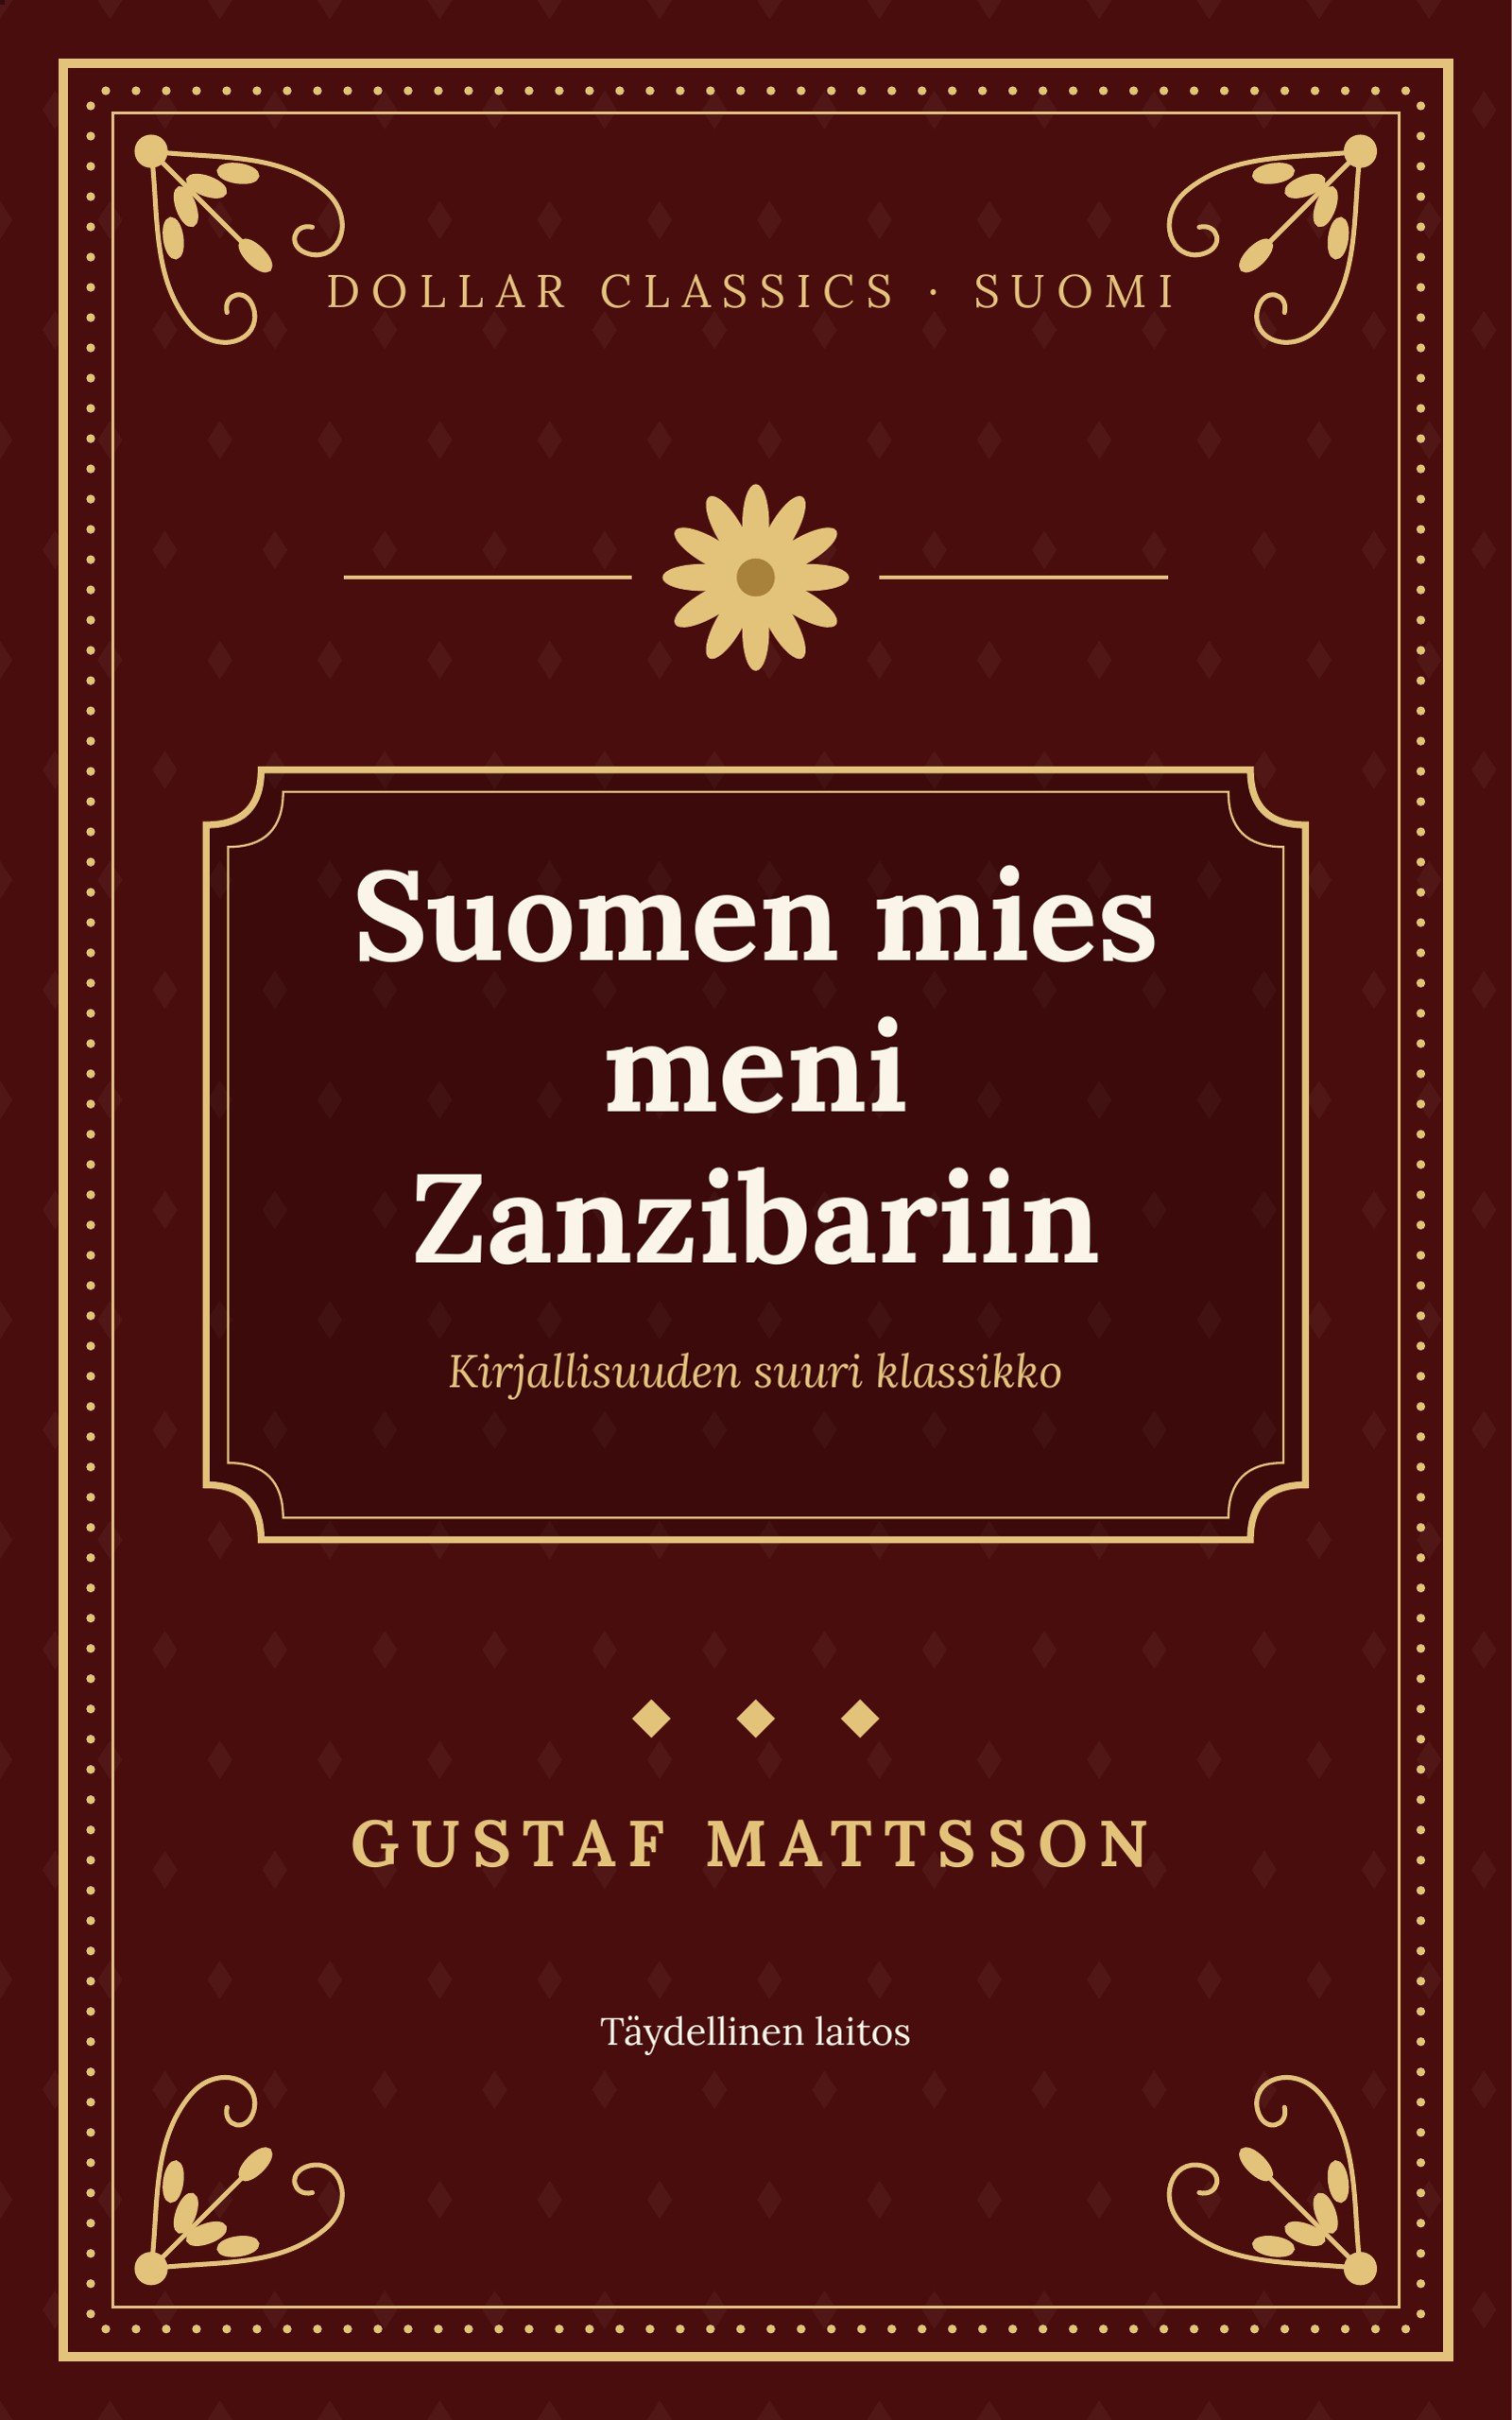 DOLLAR CLASSICS · SUOMI
Suomen mies
meni
Zanzibariin
Kirjallisuuden suuri klassikko
GUSTAF MATTSSON
Täydellinen laitos